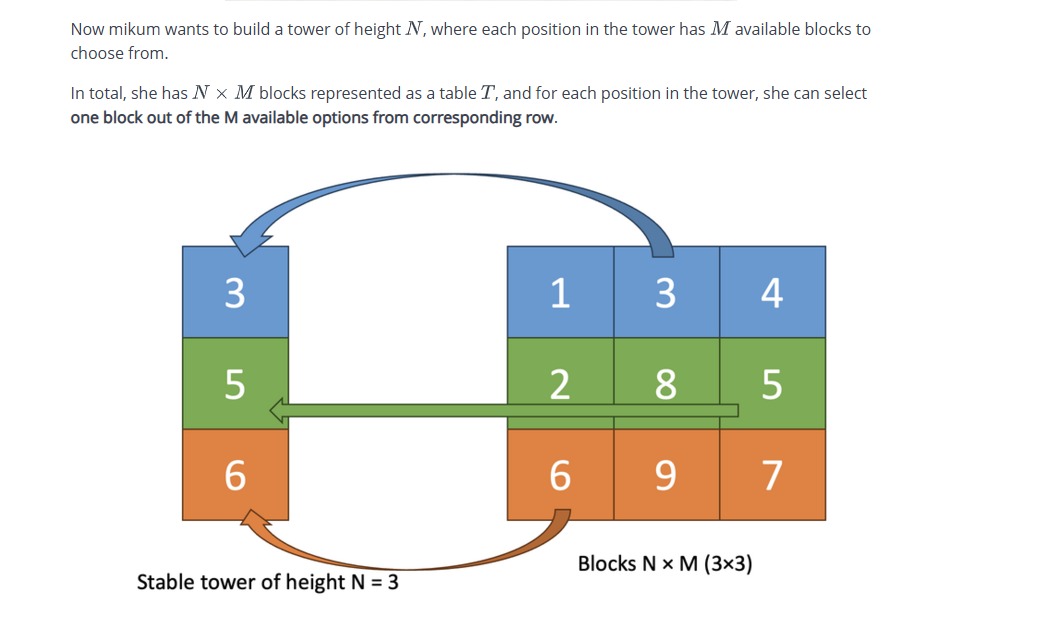 Now mikum wants to build a tower of height N, where each position in the tower has M available blocks to
choose from.
In total, she has N × M blocks represented as a table T, and for each position in the tower, she can select
one block out of the M available options from corresponding row.
3
1 3 4
5
2 8 5
6
6 9 7
Blocks N × M (3×3)
Stable tower of height N = 3